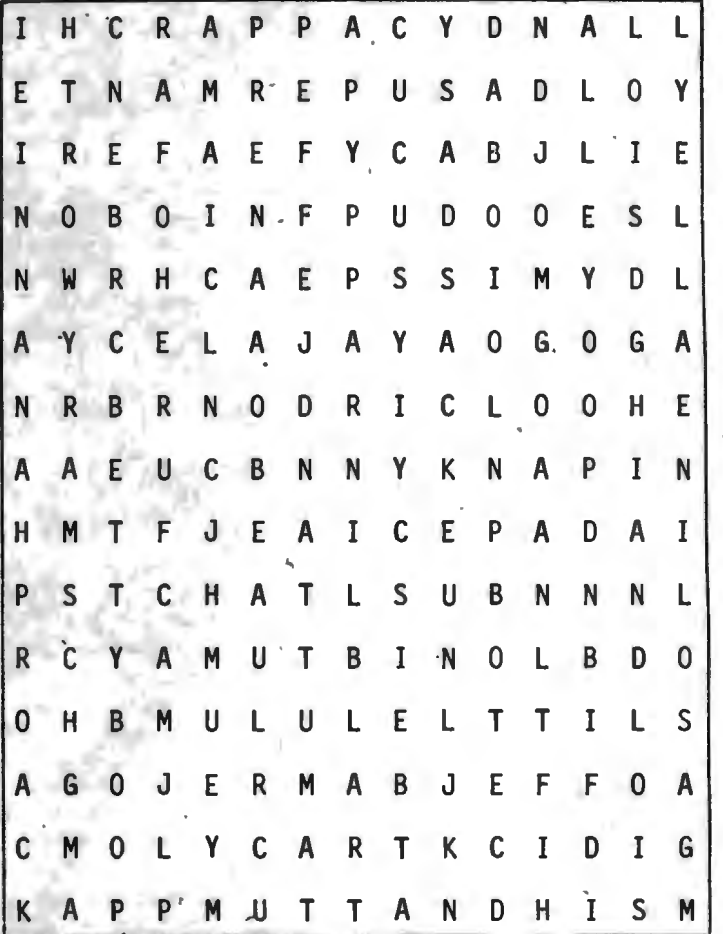 I H C R A P P A C Y D N A L L
E T N A M R E P U S A D L O Y
I R E F A E F Y C A B J L I E
N O B O I N F P U D O O E S L
N W R H C A E P S S I M Y D L
A Y C E L A J A Y A O G O G A
N R B R N O D R I C L O O H E
A A E U C B N N Y K N A P I N
H M T F J E A I C E P A D A I
P S T C H A T L S U B N N N L
R C Y A M U T B I N O L B D O
O H B M U L U L E L T T I L S
A G O J E R M A B J E F F O A
C M O L Y C A R T K C I D I G
K A P P M U T T A N D H I S M